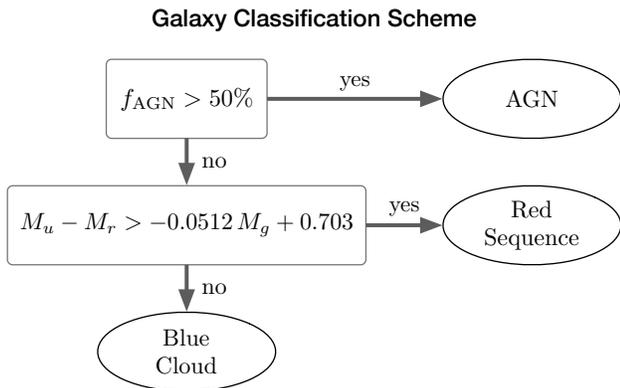 Galaxy Classification Scheme
f_AGN > 50%
yes
AGN
no
M_u − M_r > −0.0512 M_g + 0.703
yes
Red
Sequence
no
Blue
Cloud